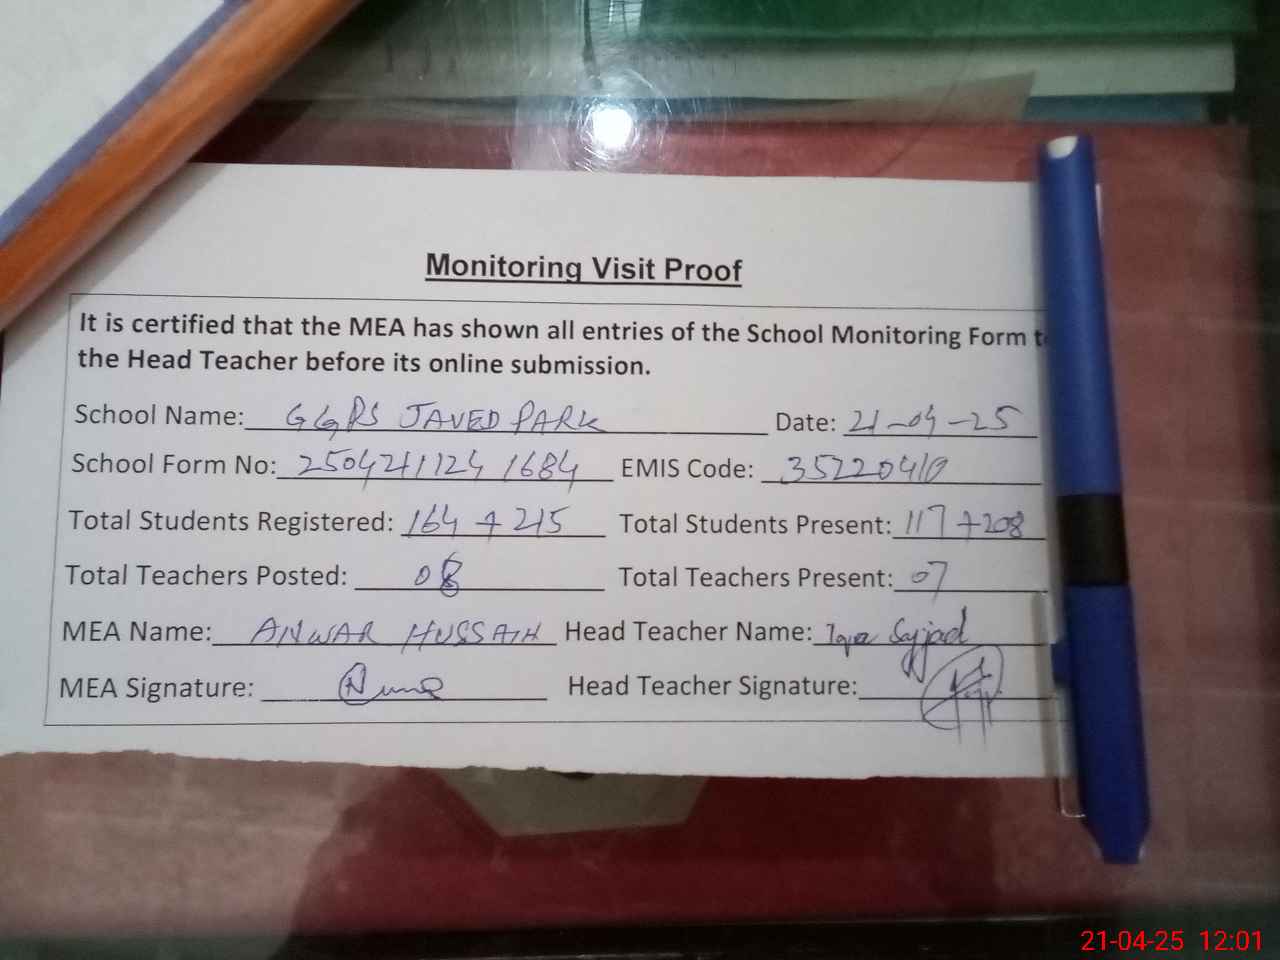 Monitoring Visit Proof
It is certified that the MEA has shown all entries of the School Monitoring Form
the Head Teacher before its online submission.
School Name: GGPS JAVED PARK Date: 21-04-25
School Form No: 2504211124 1684 EMIS Code: 35220410
Total Students Registered: 164 + 215 Total Students Present: 117 + 208
Total Teachers Posted: 08 Total Teachers Present: 07
MEA Name: ANWAR HUSSAIN Head Teacher Name: Iqra Sajjad
MEA Signature: Head Teacher Signature:
21-04-25 12:01